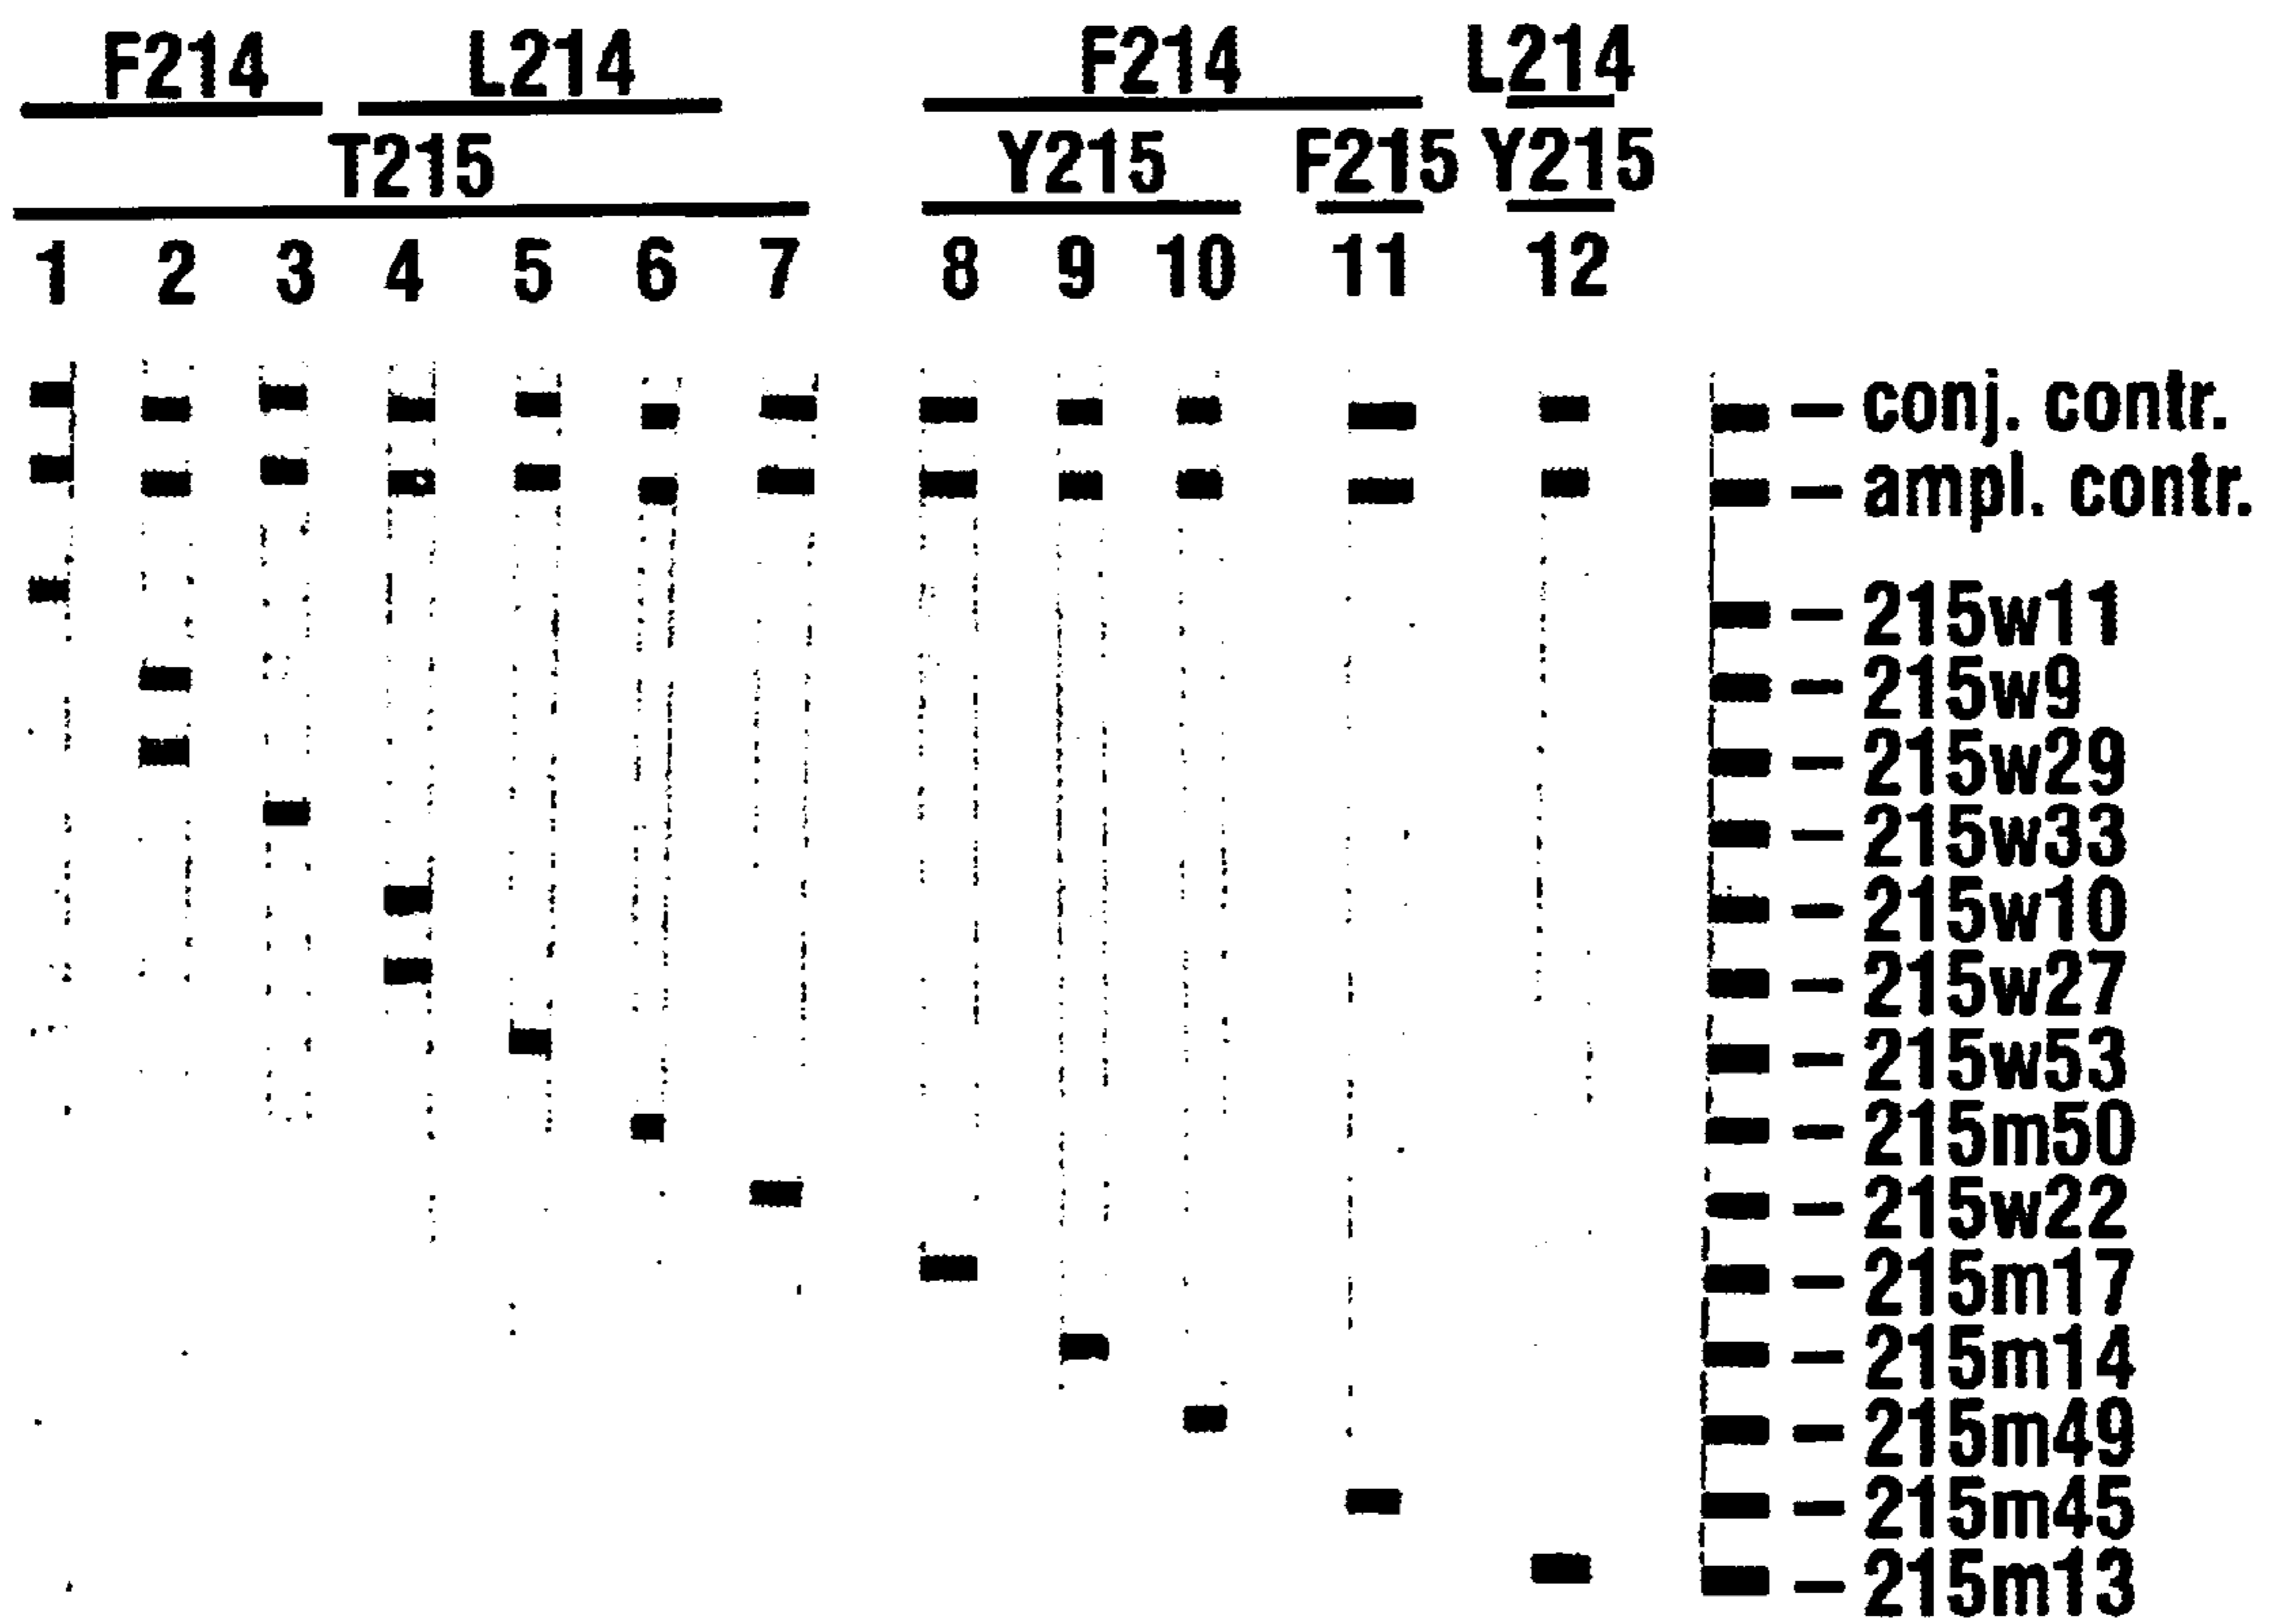 F214 L214 F214 L214
T215 Y215 F215 Y215
1 2 3 4 5 6 7 8 9 10 11 12
conj. contr.
ampl. contr.
215w11
215w9
215w29
215w33
215w10
215w27
215w53
215m50
215w22
215m17
215m14
215m49
215m45
215m13